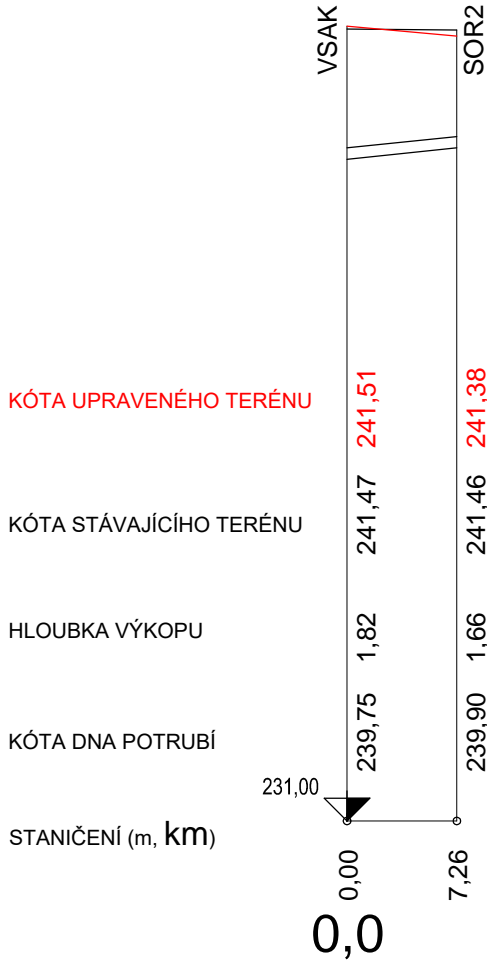 VSAK SOR2
KÓTA UPRAVENÉHO TERÉNU 241,51 241,38
KÓTA STÁVAJÍCÍHO TERÉNU 241,47 241,46
HLOUBKA VÝKOPU 1,82 1,66
KÓTA DNA POTRUBÍ 239,75 239,90
231,00
STANIČENÍ (m, km)
0,00 7,26
0,0